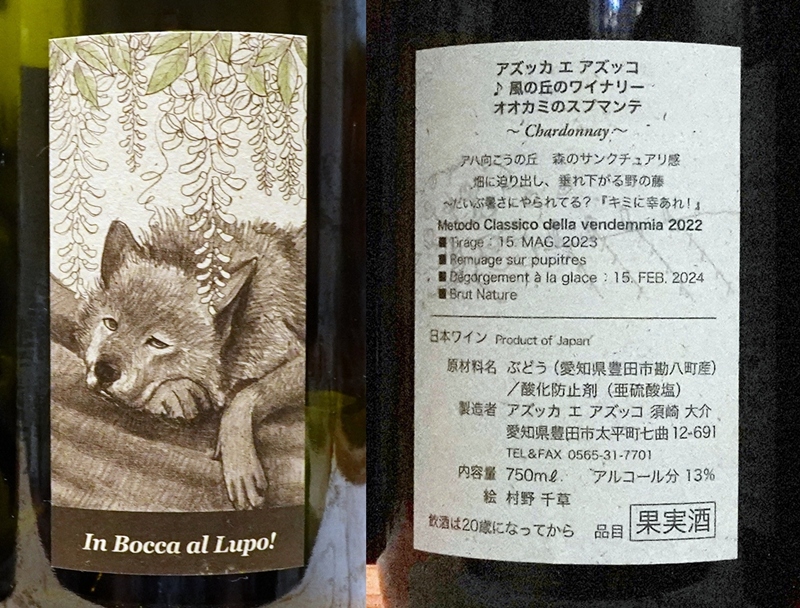 In Bocca al Lupo!
アズッカ エ アズッコ
♪ 風の丘のワイナリー
オオカミのスプマンテ
～Chardonnay～
アハ向こうの丘　森のサンクチュアリ感
畑に迫り出し、垂れ下がる野の藤
～だいぶ暑さにやられてる？『キミに幸あれ！』
Metodo Classico della vendemmia 2022
■ Tirage : 15. MAG. 2023
■ Remuage sur pupitres
■ Dégorgement à la glace : 15. FEB. 2024
■ Brut Nature
日本ワイン Product of Japan
原材料名 ぶどう（愛知県豊田市勘八町産）
／酸化防止剤（亜硫酸塩）
製造者 アズッカ エ アズッコ 須崎 大介
愛知県豊田市太平町七曲12-691
TEL&FAX 0565-31-7701
内容量 750mℓ アルコール分 13%
絵 村野 千草
飲酒は20歳になってから 品目 果実酒